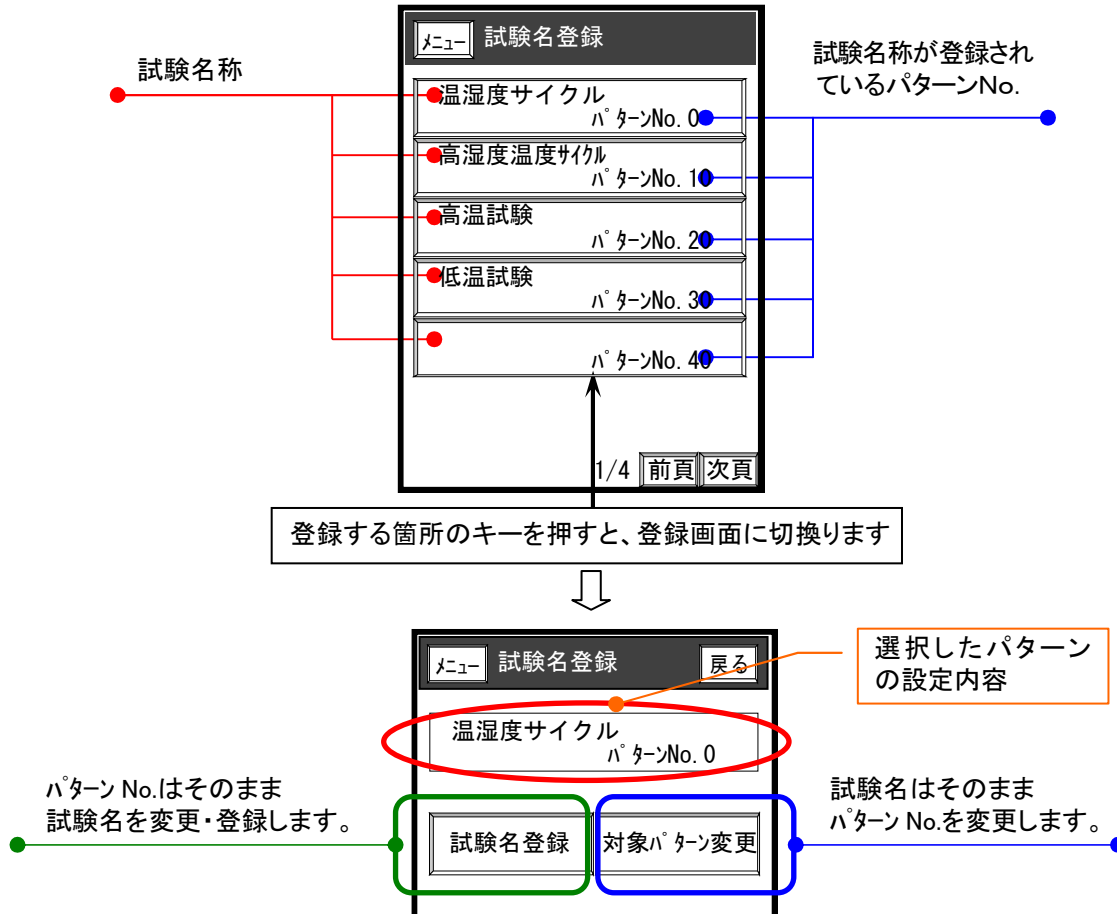 ﾒﾆｭｰ 試験名登録
試験名称
試験名称が登録され
ているパターンNo.
温湿度サイクル
ﾊﾟﾀｰﾝNo. 0
高湿度温度ｻｲｸﾙ
ﾊﾟﾀｰﾝNo. 10
高温試験
ﾊﾟﾀｰﾝNo. 20
低温試験
ﾊﾟﾀｰﾝNo. 30
ﾊﾟﾀｰﾝNo. 40
1/4 前頁 次頁
登録する箇所のキーを押すと、登録画面に切換ります
ﾒﾆｭｰ 試験名登録 戻る
選択したパターン
の設定内容
温湿度サイクル
ﾊﾟﾀｰﾝNo. 0
ﾊﾟﾀｰﾝ No.はそのまま
試験名を変更・登録します。
試験名登録 対象ﾊﾟﾀｰﾝ変更
試験名はそのまま
ﾊﾟﾀｰﾝ No.を変更します。